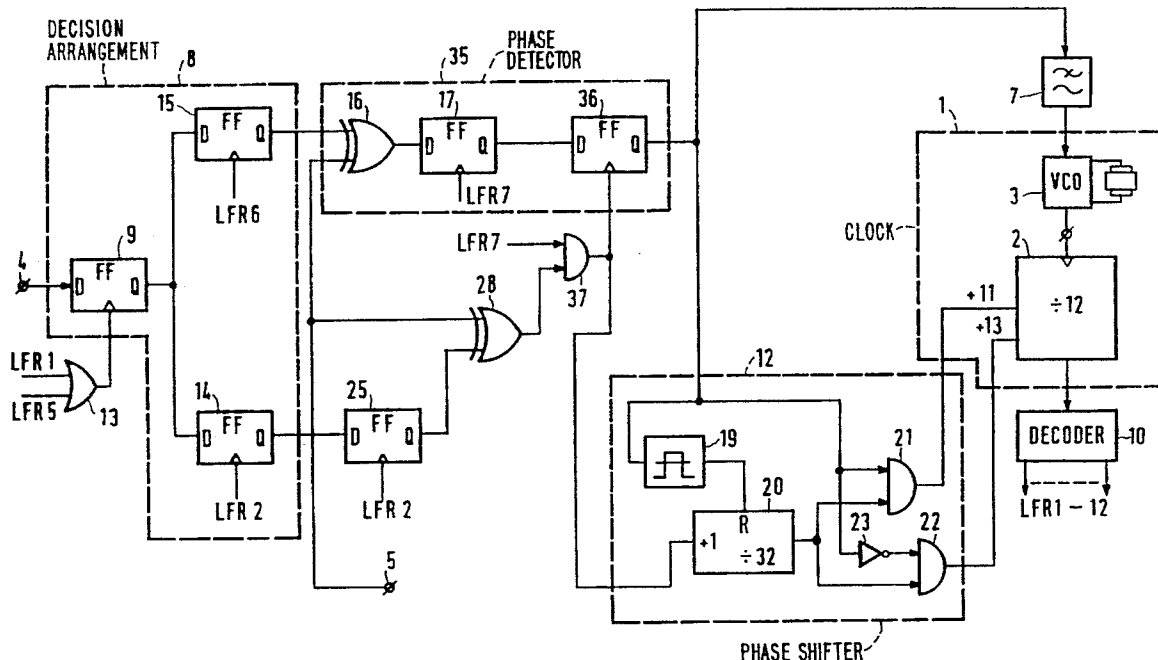 DECISION
ARRANGEMENT
8
15
FF
D
Q
LFR6
PHASE
DETECTOR
35
16
17
FF
D
Q
LFR7
36
FF
D
Q
7
1
VCO
3
CLOCK
2
÷12
+11
+13
4
9
FF
D
Q
LFR1
LFR5
13
14
FF
D
Q
LFR2
25
FF
D
Q
LFR2
28
LFR7
37
5
12
19
20
R
+1
÷32
21
23
22
DECODER
10
LFR1-12
PHASE SHIFTER